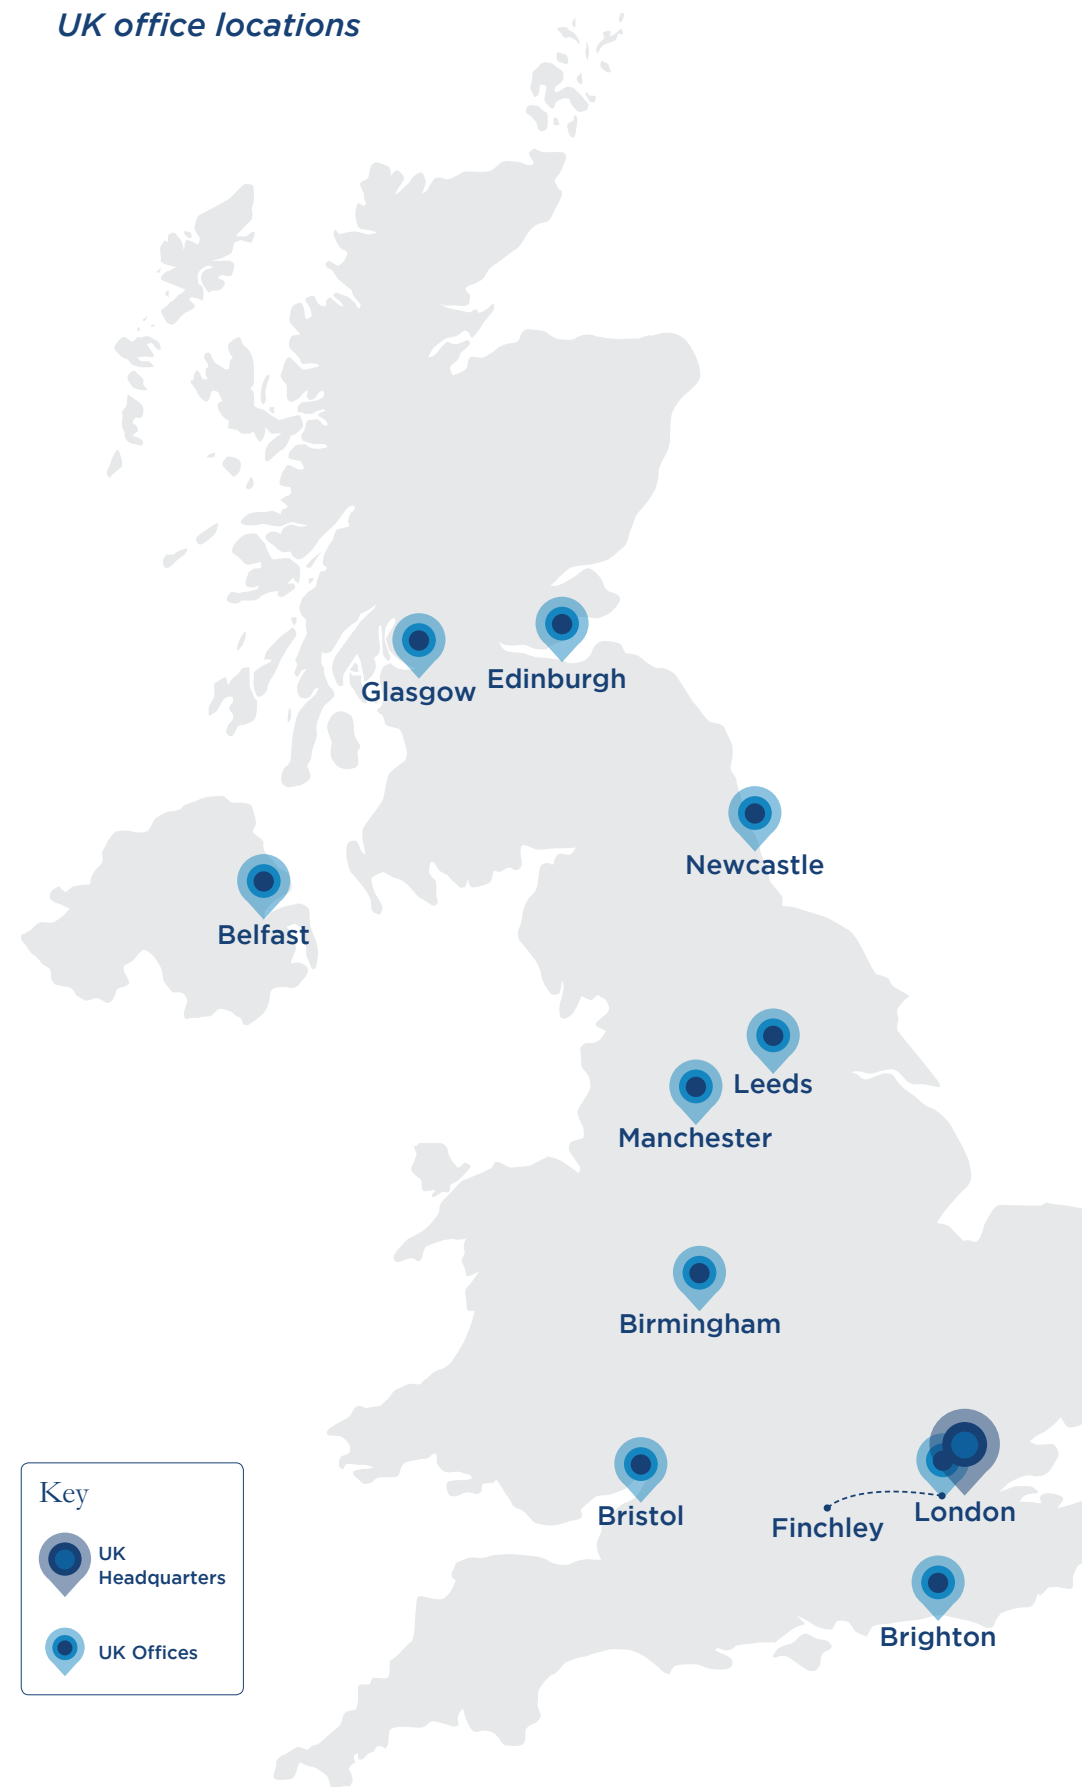 UK office locations
Edinburgh
Glasgow
Newcastle
Belfast
Leeds
Manchester
Birmingham
Bristol
Finchley
London
Brighton
Key
UK
Headquarters
UK Offices